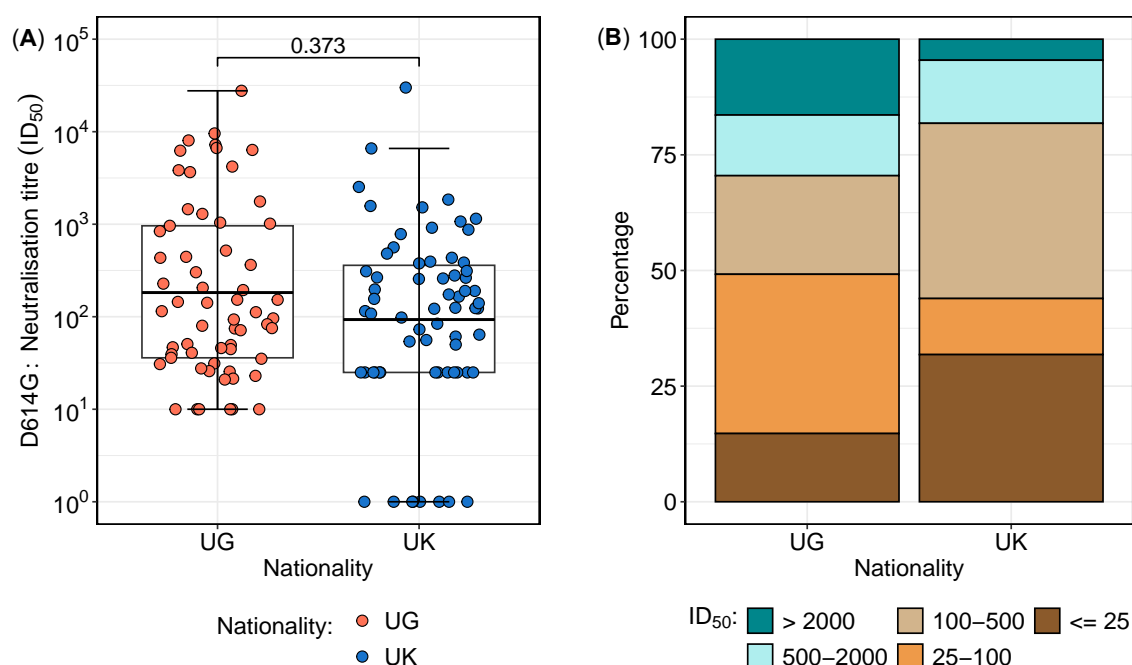 (A)
D614G: Neutralisation titre (ID50)
10^5
10^4
10^3
10^2
10^1
10^0
0.373
UG UK
Nationality
Nationality: UG
UK
(B)
Percentage
100
75
50
25
0
UG UK
Nationality
ID50: > 2000 100−500 <= 25
500−2000 25−100